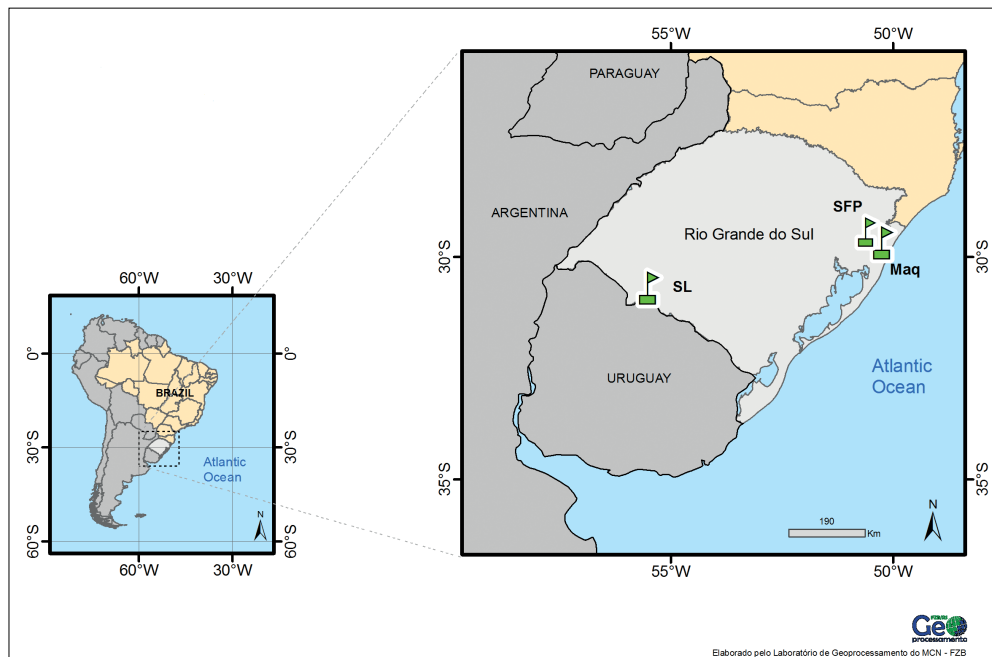 55°W
50°W
PARAGUAY
ARGENTINA
SFP
Rio Grande do Sul
Maq
SL
30°S
30°S
URUGUAY
Atlantic
Ocean
35°S
35°S
190
Km
N
55°W
50°W
60°W
30°W
0°
0°
BRAZIL
30°S
30°S
Atlantic
Ocean
N
60°S
60°S
60°W
30°W
FZB/RS
Geo
processamento
Elaborado pelo Laboratório de Geoprocessamento do MCN - FZB